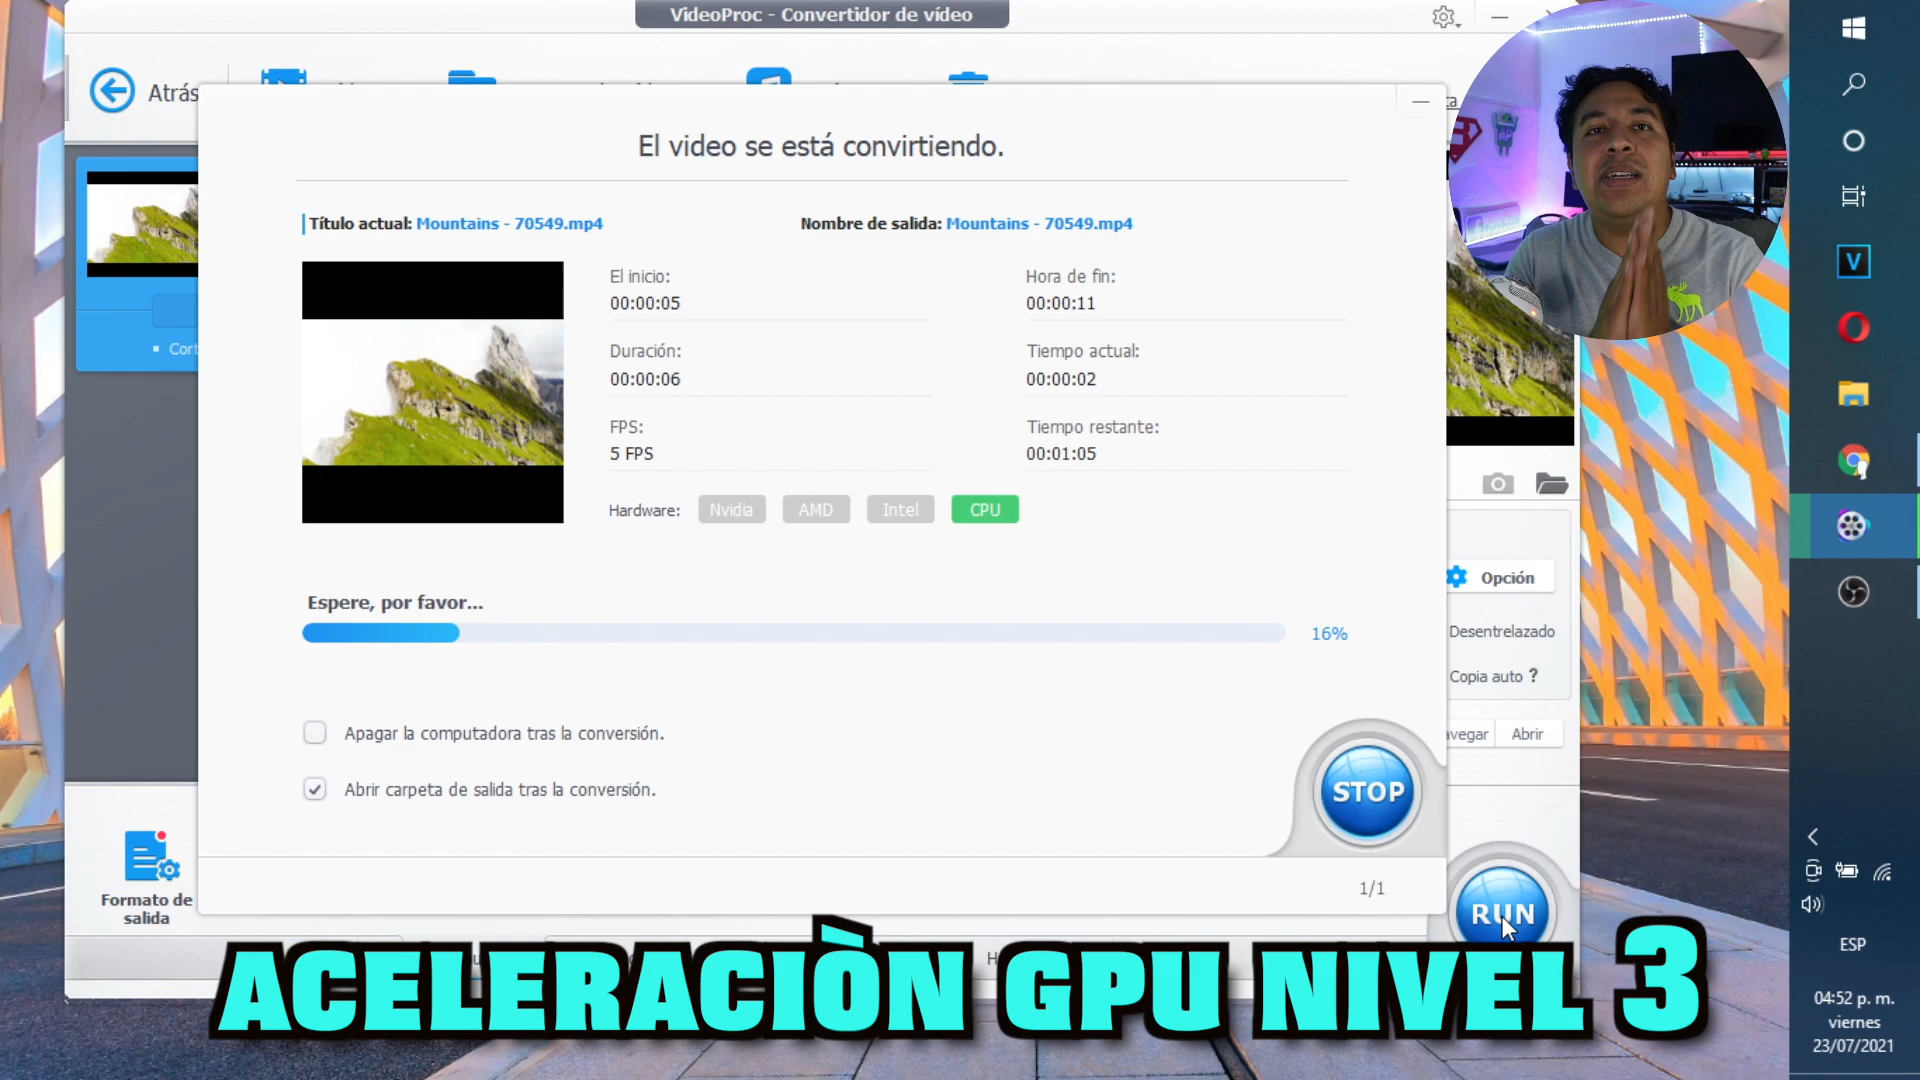 VideoProc - Convertidor de vídeo
Atrás
El video se está convirtiendo.
Título actual: Mountains - 70549.mp4
Nombre de salida: Mountains - 70549.mp4
El inicio:
00:00:05
Hora de fin:
00:00:11
Duración:
00:00:06
Tiempo actual:
00:00:02
FPS:
5 FPS
Tiempo restante:
00:01:05
Hardware: Nvidia AMD Intel CPU
Cort
Espere, por favor...
16%
Apagar la computadora tras la conversión.
Abrir carpeta de salida tras la conversión.
STOP
1/1
Opción
Desentrelazado
Copia auto ?
avegar Abrir
RUN
Formato de
salida
ACELERACIÒN GPU NIVEL 3
V
ESP
04:52 p. m.
viernes
23/07/2021